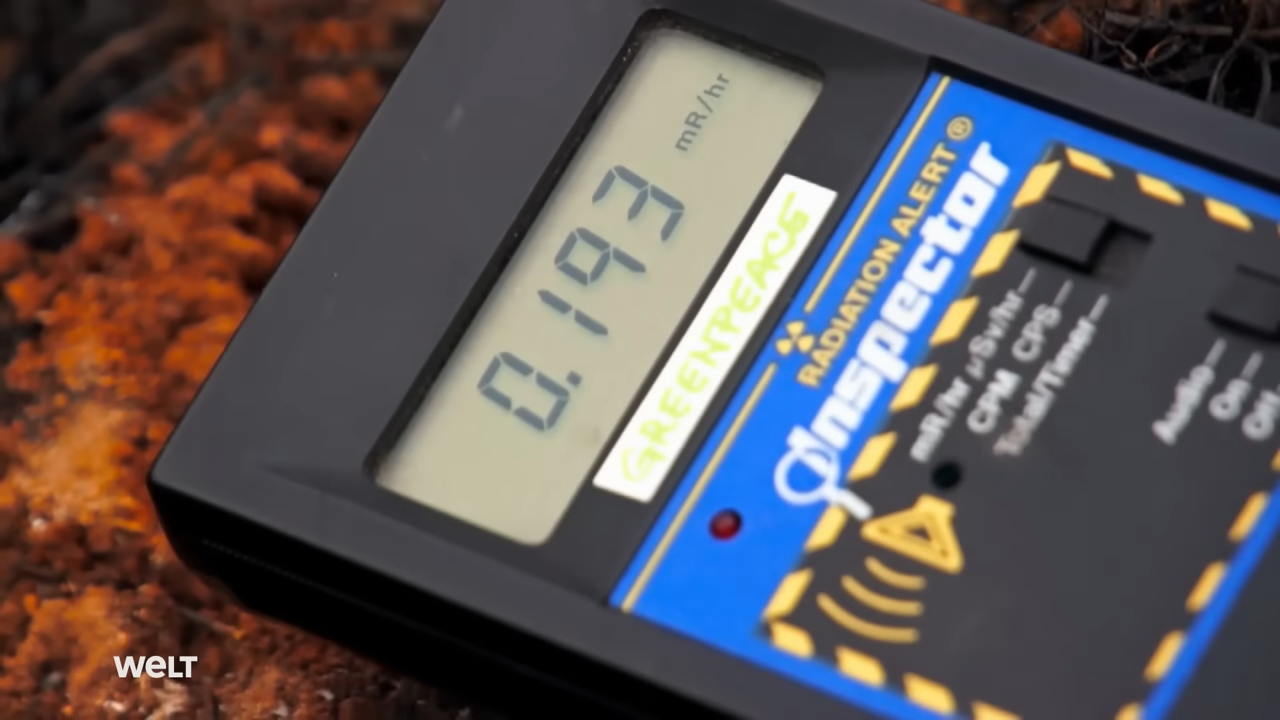 mR/hr
0.193
GREENPEACE
RADIATION ALERT®
Inspector
mR/hr µSv/hr
CPM CPS
Total/Timer
Audio
On
Off
WELT